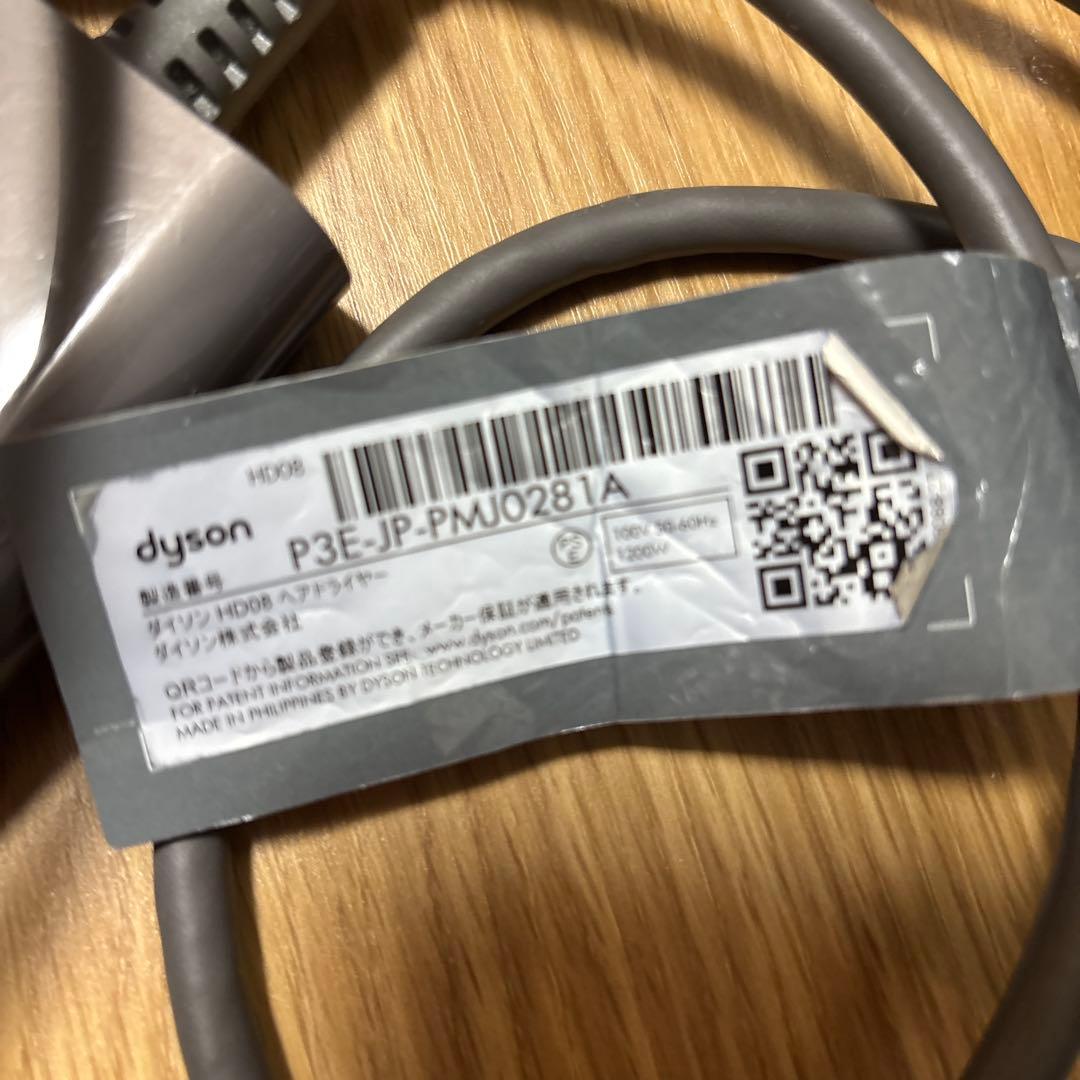 HD08
dyson
P3E-JP-PMJ0281A
製造番号
PS E
100V 50-60Hz
1200W
ダイソン HD08 ヘアドライヤー
ダイソン株式会社
QRコードから製品登録ができ、メーカー保証が適用されます。
FOR PATENT INFORMATION SEE: www.dyson.com/patents
MADE IN PHILIPPINES BY DYSON TECHNOLOGY LIMITED